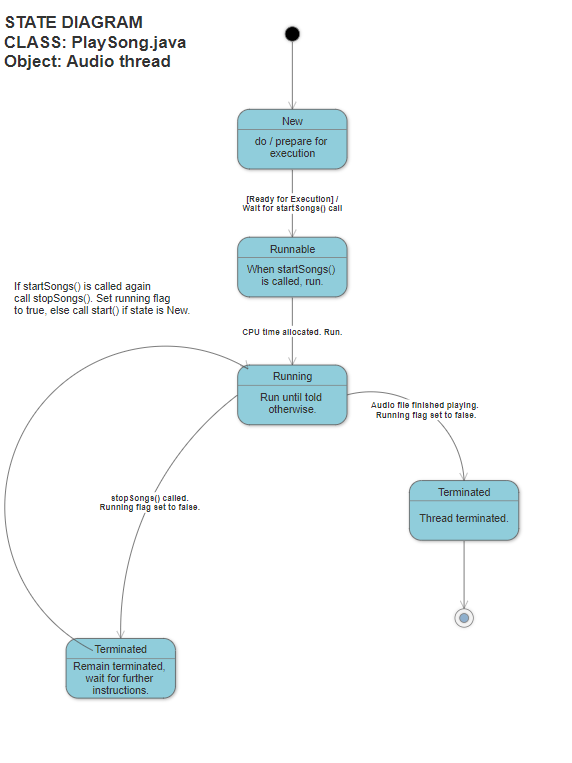 STATE DIAGRAM
CLASS: PlaySong.java
Object: Audio thread
New
do / prepare for
execution
[Ready for Execution] /
Wait for startSongs() call
Runnable
When startSongs()
is called, run.
If startSongs() is called again
call stopSongs(). Set running flag
to true, else call start() if state is New.
CPU time allocated. Run.
Running
Run until told
otherwise.
Audio file finished playing.
Running flag set to false.
stopSongs() called.
Running flag set to false.
Terminated
Thread terminated.
Terminated
Remain terminated,
wait for further
instructions.